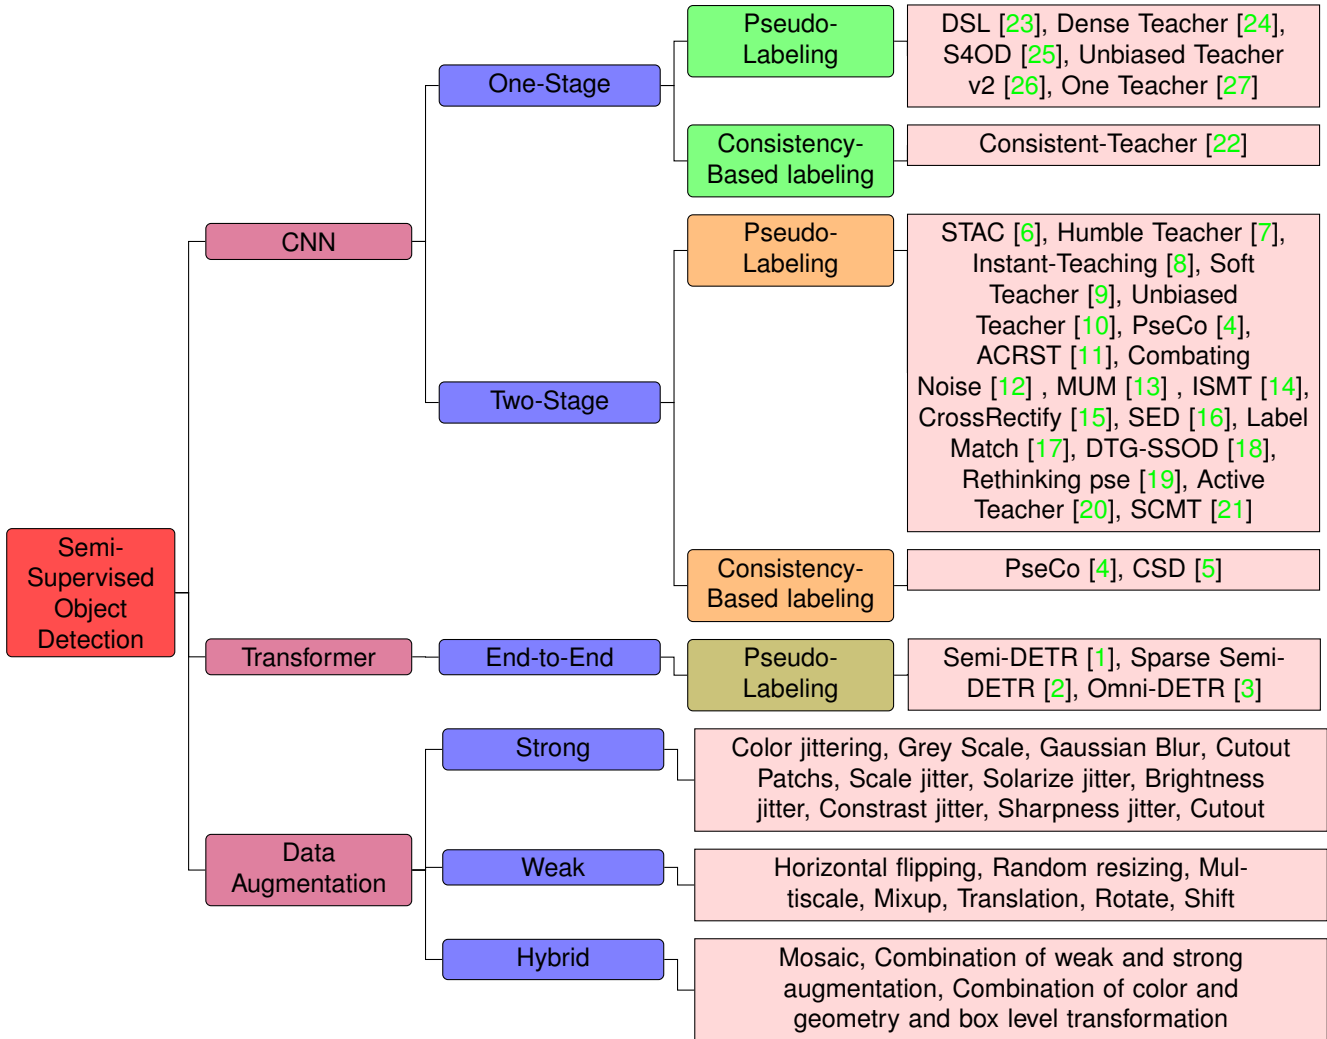 Semi-
Supervised
Object
Detection
CNN
One-Stage
Pseudo-
Labeling
DSL [23], Dense Teacher [24],
S4OD [25], Unbiased Teacher
v2 [26], One Teacher [27]
Consistency-
Based labeling
Consistent-Teacher [22]
Two-Stage
Pseudo-
Labeling
STAC [6], Humble Teacher [7],
Instant-Teaching [8], Soft
Teacher [9], Unbiased
Teacher [10], PseCo [4],
ACRST [11], Combating
Noise [12] , MUM [13] , ISMT [14],
CrossRectify [15], SED [16], Label
Match [17], DTG-SSOD [18],
Rethinking pse [19], Active
Teacher [20], SCMT [21]
Consistency-
Based labeling
PseCo [4], CSD [5]
Transformer
End-to-End
Pseudo-
Labeling
Semi-DETR [1], Sparse Semi-
DETR [2], Omni-DETR [3]
Data
Augmentation
Strong
Color jittering, Grey Scale, Gaussian Blur, Cutout
Patchs, Scale jitter, Solarize jitter, Brightness
jitter, Constrast jitter, Sharpness jitter, Cutout
Weak
Horizontal flipping, Random resizing, Mul-
tiscale, Mixup, Translation, Rotate, Shift
Hybrid
Mosaic, Combination of weak and strong
augmentation, Combination of color and
geometry and box level transformation